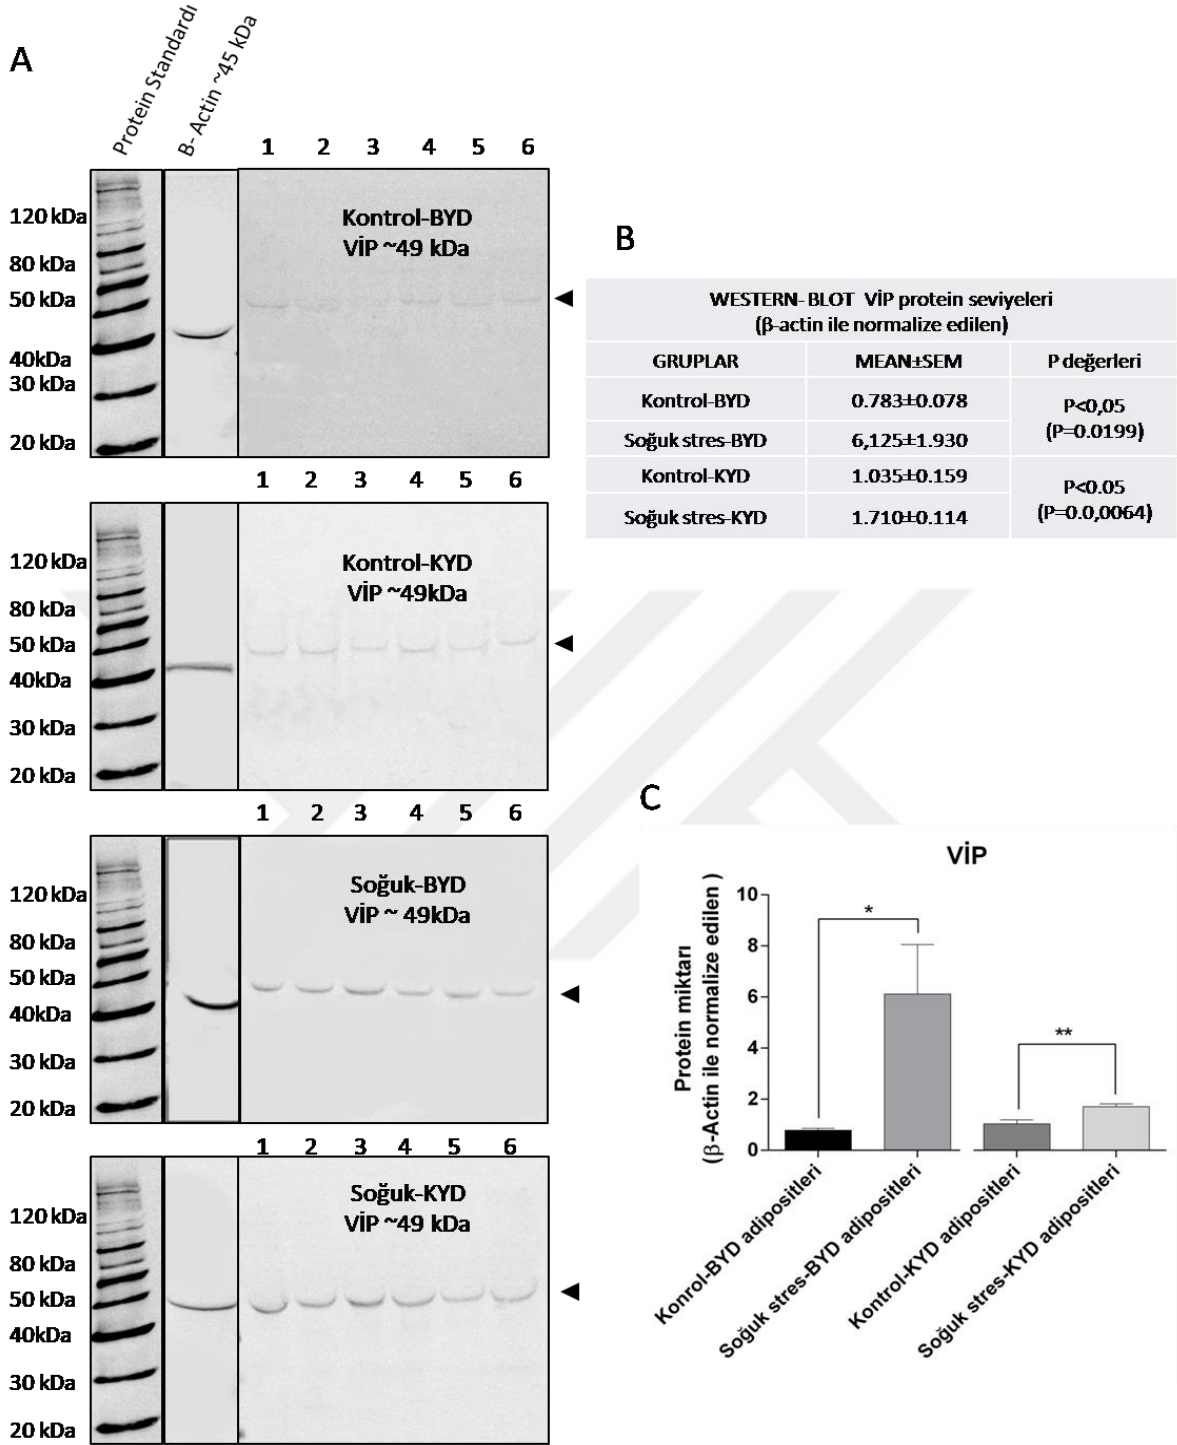 A
Protein Standardı
B- Actin ~45 kDa
1 2 3 4 5 6
Kontrol-BYD
VİP ~49 kDa
120 kDa
80 kDa
50 kDa
40kDa
30 kDa
20 kDa
1 2 3 4 5 6
Kontrol-KYD
VİP ~49kDa
120 kDa
80 kDa
50 kDa
40kDa
30 kDa
20 kDa
1 2 3 4 5 6
Soğuk-BYD
VİP ~ 49kDa
120 kDa
80 kDa
50 kDa
40kDa
30 kDa
20 kDa
1 2 3 4 5 6
Soğuk-KYD
VİP ~49 kDa
120 kDa
80 kDa
50 kDa
40kDa
30 kDa
20 kDa
B
WESTERN- BLOT VİP protein seviyeleri
(β-actin ile normalize edilen)
GRUPLAR MEAN±SEM P değerleri
Kontrol-BYD 0.783±0.078 P<0,05
(P=0.0199)
Soğuk stres-BYD 6,125±1.930
Kontrol-KYD 1.035±0.159 P<0.05
(P=0.0,0064)
Soğuk stres-KYD 1.710±0.114
C
VİP
Protein miktarı
(β-Actin ile normalize edilen )
10
8
6
4
2
0
*
**
Konrol-BYD adipositleri
Soğuk stres-BYD adipositleri
Kontrol-KYD adipositleri
Soğuk stres-KYD adipositleri